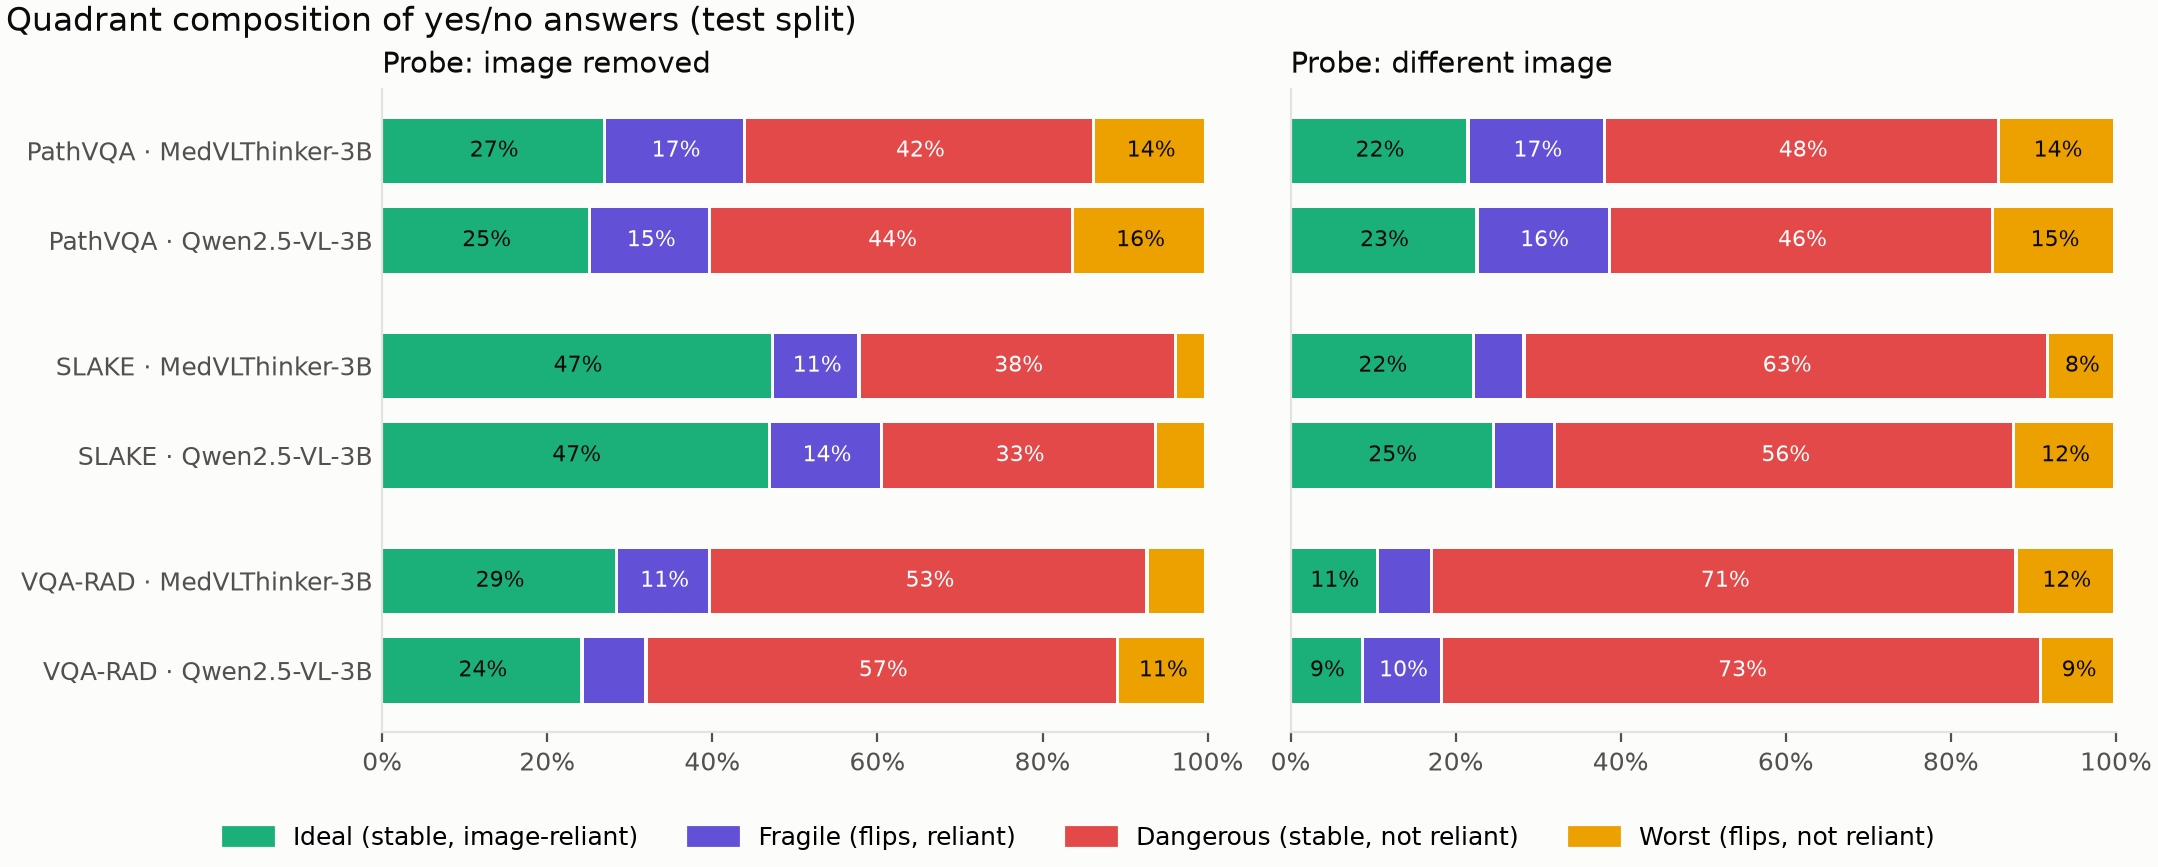 Quadrant composition of yes/no answers (test split)
Probe: image removed
Probe: different image
PathVQA · MedVLThinker-3B 27% 17% 42% 14% 22% 17% 48% 14%
PathVQA · Qwen2.5-VL-3B 25% 15% 44% 16% 23% 16% 46% 15%
SLAKE · MedVLThinker-3B 47% 11% 38% 22% 63% 8%
SLAKE · Qwen2.5-VL-3B 47% 14% 33% 25% 56% 12%
VQA-RAD · MedVLThinker-3B 29% 11% 53% 11% 71% 12%
VQA-RAD · Qwen2.5-VL-3B 24% 57% 11% 9% 10% 73% 9%
0% 20% 40% 60% 80% 100% 0% 20% 40% 60% 80% 100%
Ideal (stable, image-reliant) Fragile (flips, reliant) Dangerous (stable, not reliant) Worst (flips, not reliant)